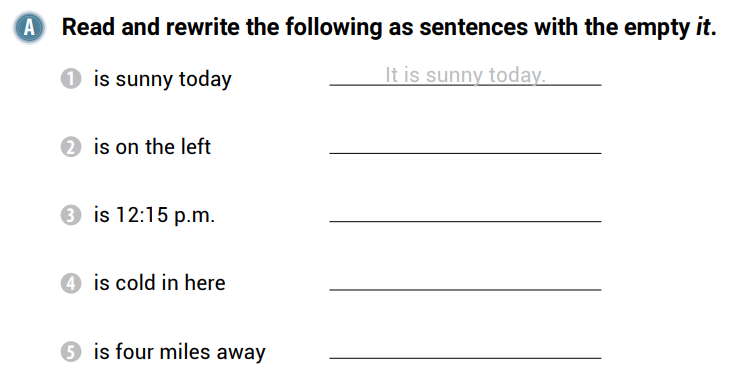 A Read and rewrite the following as sentences with the empty it.
1 is sunny today It is sunny today.
2 is on the left
3 is 12:15 p.m.
4 is cold in here
5 is four miles away